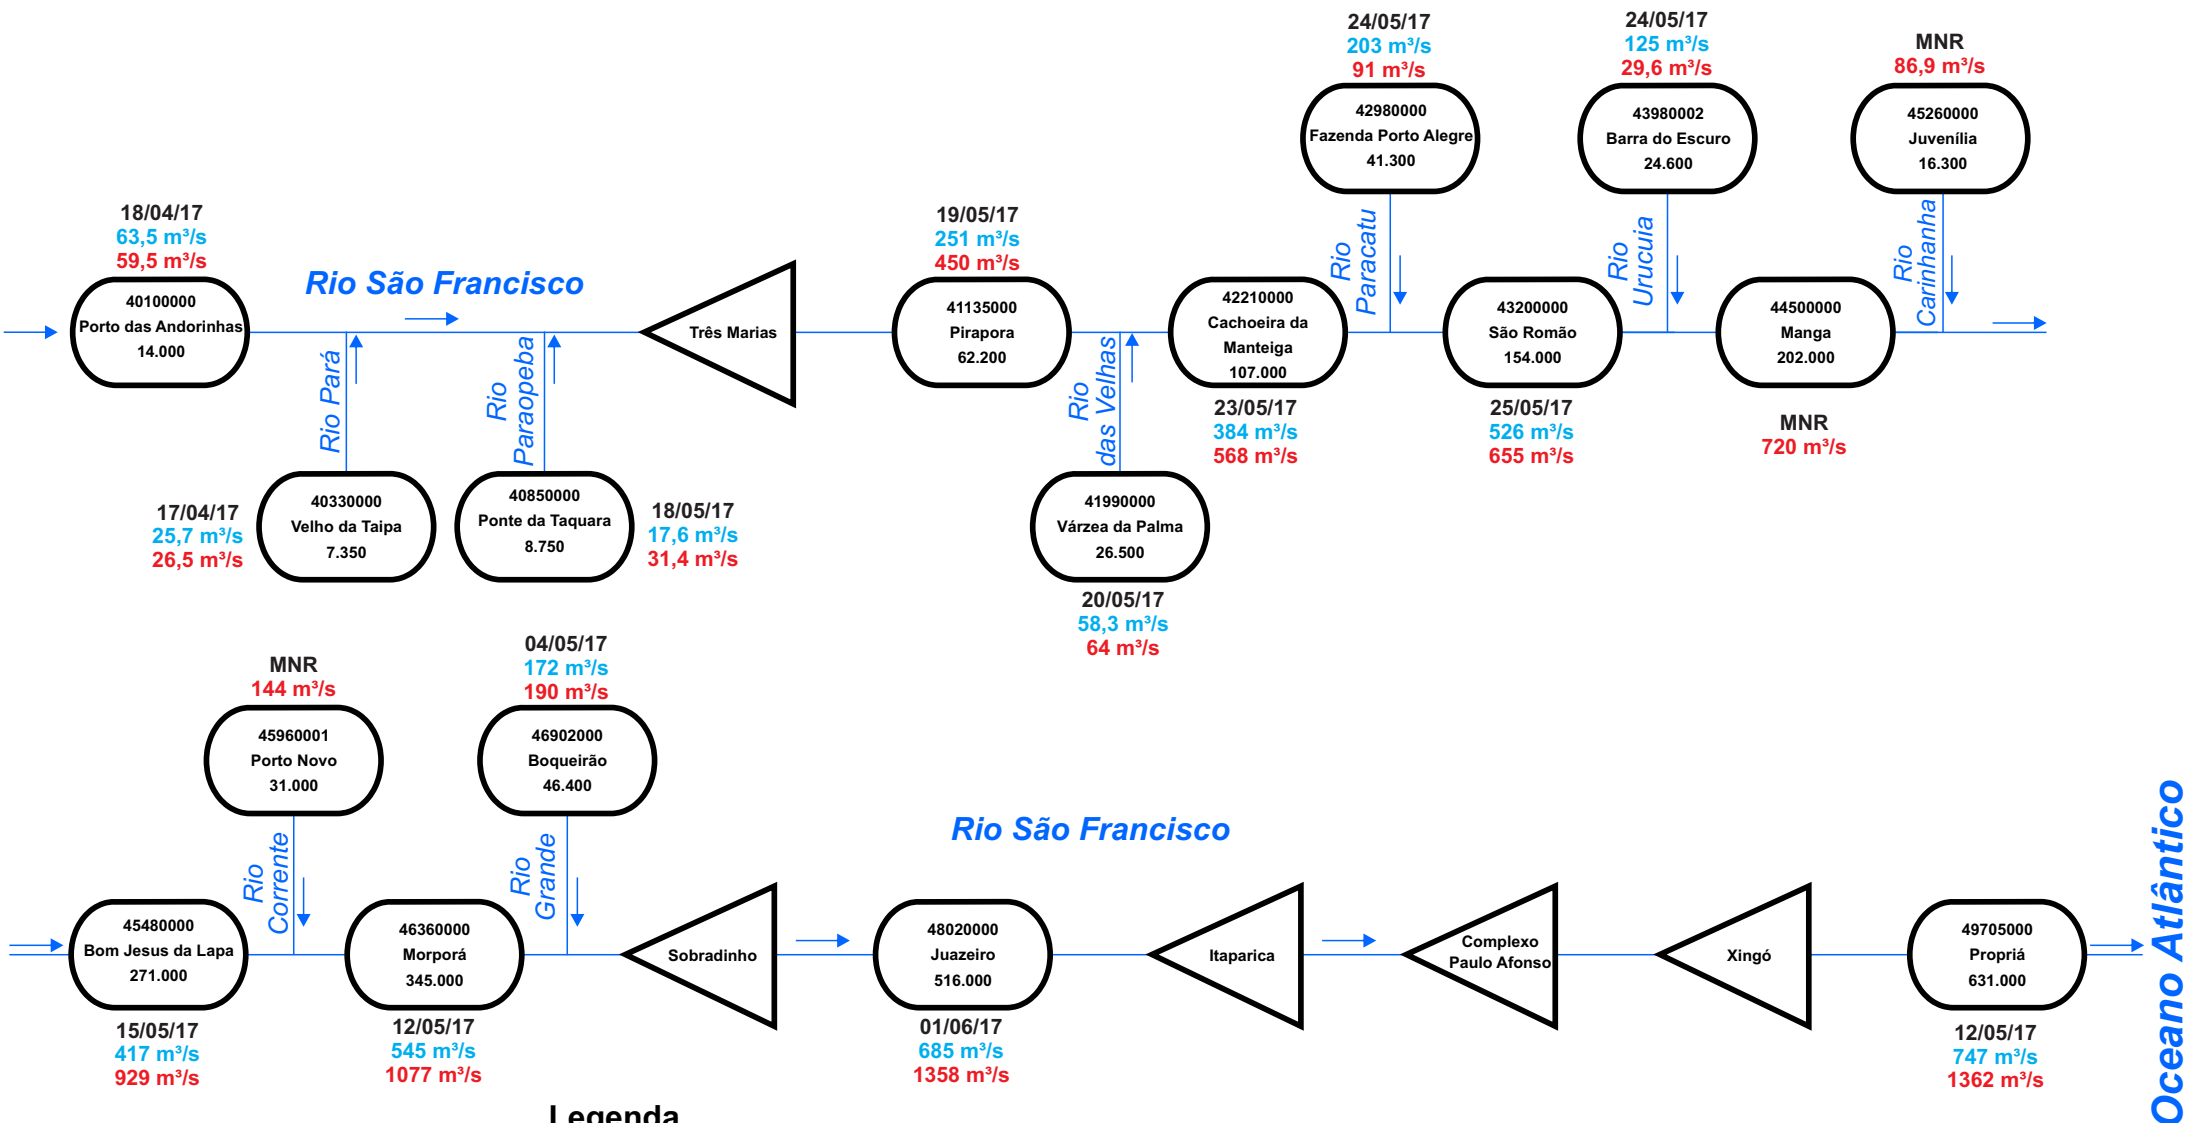 24/05/17
203 m³/s
91 m³/s
24/05/17
125 m³/s
29,6 m³/s
MNR
86,9 m³/s
42980000
Fazenda Porto Alegre
41.300
43980002
Barra do Escuro
24.600
45260000
Juvenília
16.300
18/04/17
63,5 m³/s
59,5 m³/s
40100000
Porto das Andorinhas
14.000
Rio São Francisco
Três Marias
19/05/17
251 m³/s
450 m³/s
41135000
Pirapora
62.200
42210000
Cachoeira da
Manteiga
107.000
23/05/17
384 m³/s
568 m³/s
Rio
Paracatu
43200000
São Romão
154.000
25/05/17
526 m³/s
655 m³/s
Rio
Urucuia
44500000
Manga
202.000
MNR
720 m³/s
Rio
Carinhanha
Rio Pará
Rio
Paraopeba
Rio
das Velhas
17/04/17
25,7 m³/s
26,5 m³/s
40330000
Velho da Taipa
7.350
40850000
Ponte da Taquara
8.750
18/05/17
17,6 m³/s
31,4 m³/s
41990000
Várzea da Palma
26.500
20/05/17
58,3 m³/s
64 m³/s
MNR
144 m³/s
45960001
Porto Novo
31.000
04/05/17
172 m³/s
190 m³/s
46902000
Boqueirão
46.400
Rio
Corrente
Rio
Grande
Rio São Francisco
45480000
Bom Jesus da Lapa
271.000
15/05/17
417 m³/s
929 m³/s
46360000
Morporá
345.000
12/05/17
545 m³/s
1077 m³/s
Sobradinho
48020000
Juazeiro
516.000
01/06/17
685 m³/s
1358 m³/s
Itaparica
Complexo
Paulo Afonso
Xingó
49705000
Propriá
631.000
12/05/17
747 m³/s
1362 m³/s
Oceano Atlântico
Legenda